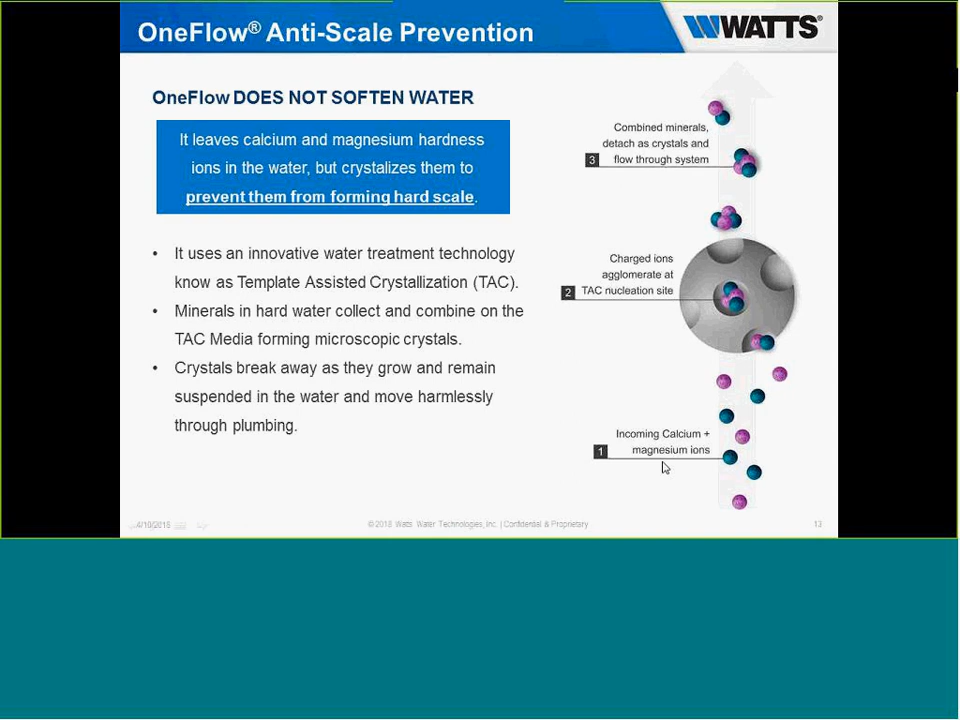 OneFlow® Anti-Scale Prevention
WATTS®
OneFlow DOES NOT SOFTEN WATER
It leaves calcium and magnesium hardness
ions in the water, but crystalizes them to
prevent them from forming hard scale.
• It uses an innovative water treatment technology
know as Template Assisted Crystallization (TAC).
• Minerals in hard water collect and combine on the
TAC Media forming microscopic crystals.
• Crystals break away as they grow and remain
suspended in the water and move harmlessly
through plumbing.
Combined minerals,
detach as crystals and
3 flow through system
Charged ions
agglomerate at
2 TAC nucleation site
Incoming Calcium +
1 magnesium ions
4/10/2018
© 2018 Watts Water Technologies, Inc. | Confidential & Proprietary
13